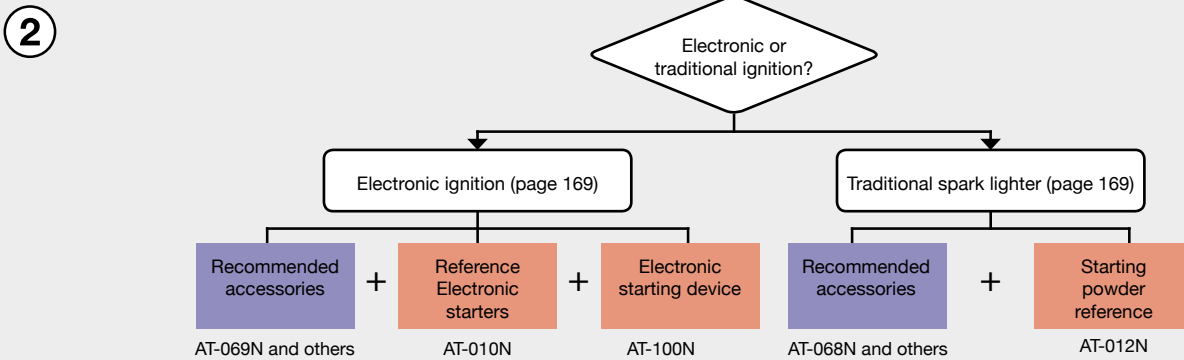 2
Electronic or
traditional ignition?
Electronic ignition (page 169)
Traditional spark lighter (page 169)
Recommended
accessories
+
Reference
Electronic
starters
+
Electronic
starting device
Recommended
accessories
+
Starting
powder
reference
AT-069N and others
AT-010N
AT-100N
AT-068N and others
AT-012N